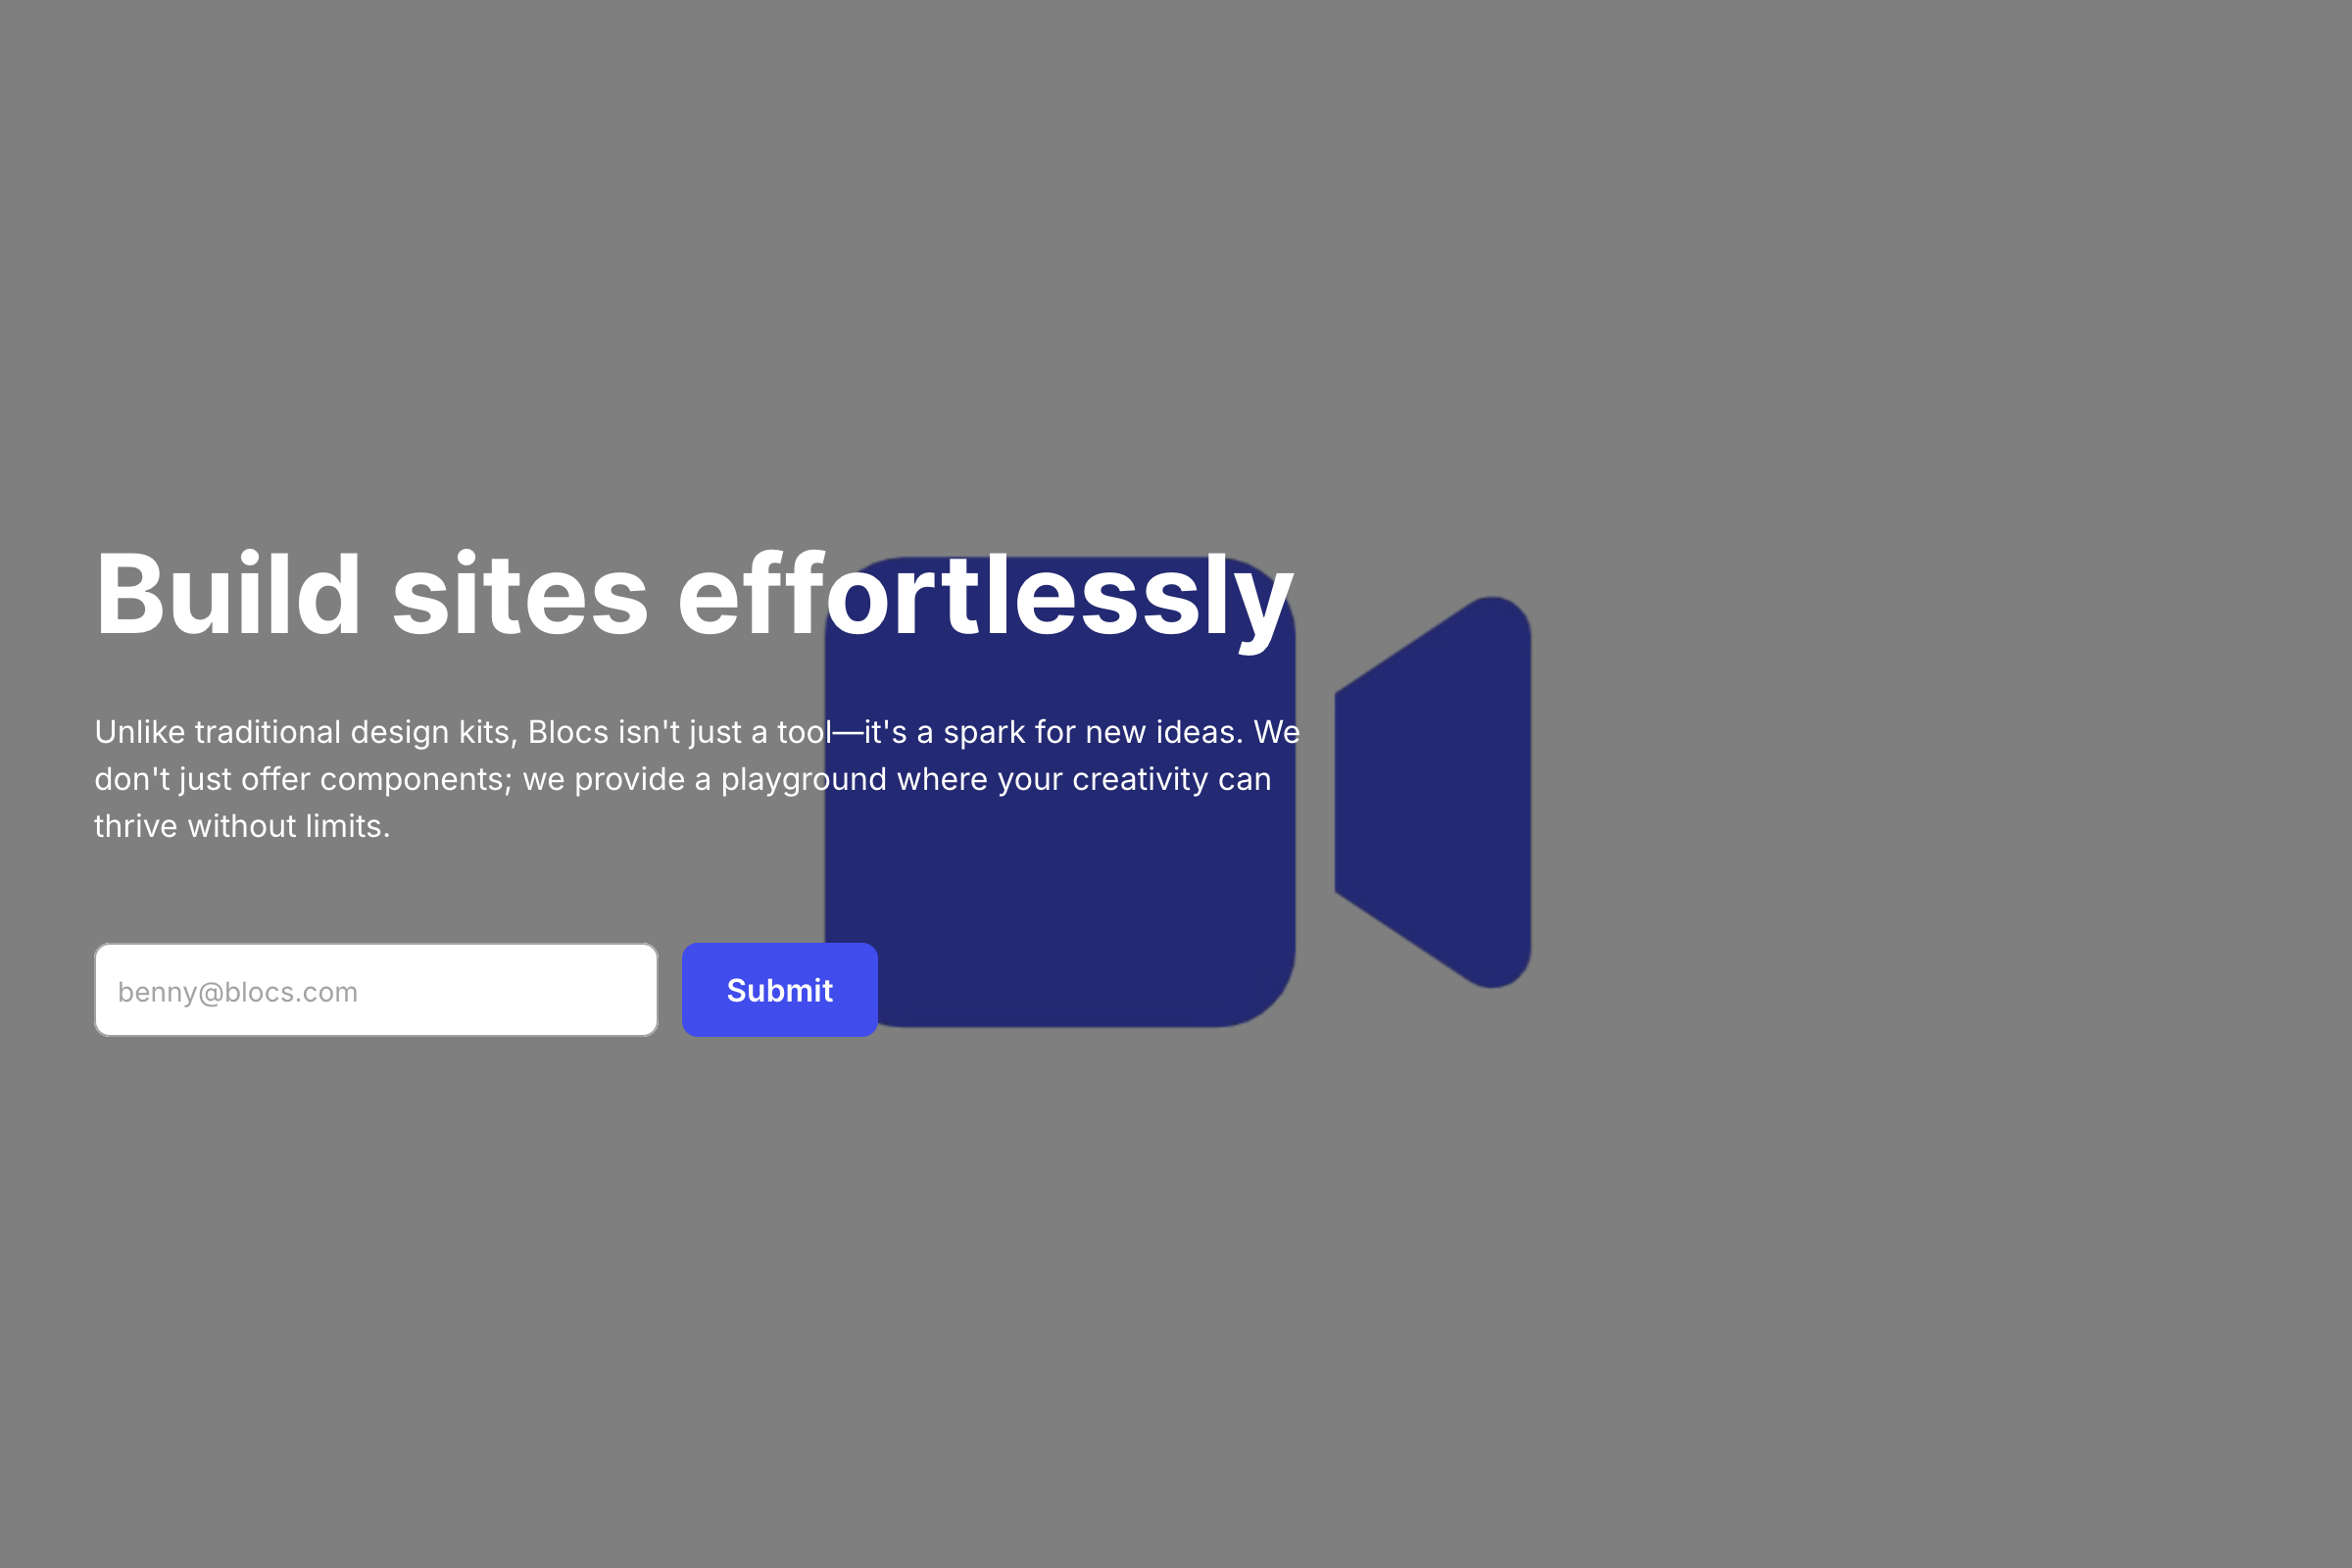 Build sites effortlessly
Unlike traditional design kits, Blocs isn't just a tool—it's a spark for new ideas. We
don't just offer components; we provide a playground where your creativity can
thrive without limits.
benny@blocs.com
Submit